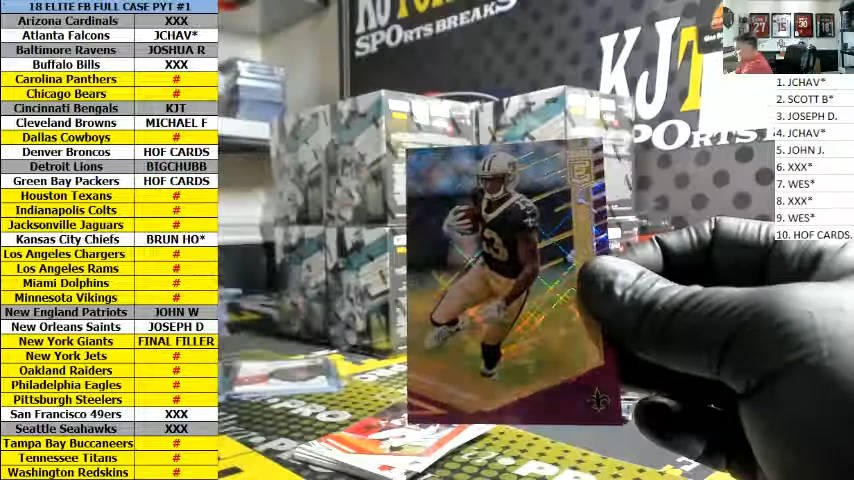 18 ELITE FB FULL CASE PYT #1
Arizona Cardinals XXX
Atlanta Falcons JCHAV*
Baltimore Ravens JOSHUA R
Buffalo Bills XXX
Carolina Panthers #
Chicago Bears #
Cincinnati Bengals KJT
Cleveland Browns MICHAEL F
Dallas Cowboys #
Denver Broncos HOF CARDS
Detroit Lions BIGCHUBB
Green Bay Packers HOF CARDS
Houston Texans #
Indianapolis Colts #
Jacksonville Jaguars #
Kansas City Chiefs BRUN HO*
Los Angeles Chargers #
Los Angeles Rams #
Miami Dolphins #
Minnesota Vikings #
New England Patriots JOHN W
New Orleans Saints JOSEPH D
New York Giants FINAL FILLER
New York Jets #
Oakland Raiders #
Philadelphia Eagles #
Pittsburg Steelers #
San Francisco 49ers XXX
Seattle Seahawks XXX
Tampa Bay Buccaneers #
Tennessee Titans #
Washington Redskins #
SPORTS BREAKS
KJT
SPORTS
27
15
30
18
1. JCHAV*
2. SCOTT B*
3. JOSEPH D.
4. JCHAV*
5. JOHN J.
6. XXX*
7. WES*
8. XXX*
9. WES*
10. HOF CARDS.